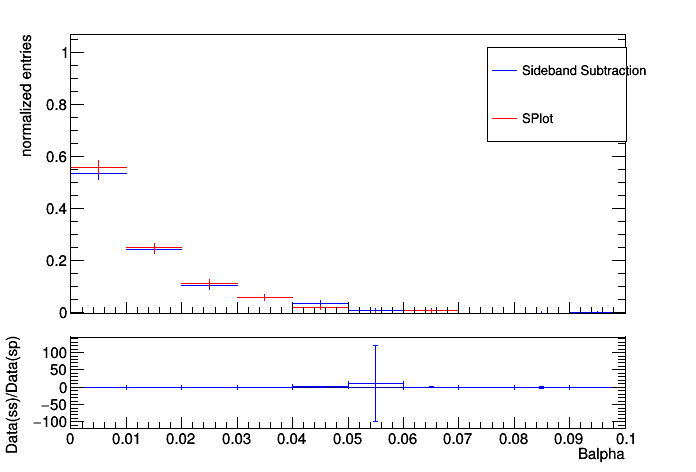 normalized entries
1
0.8
0.6
0.4
0.2
0
Sideband Subtraction
SPlot
Data(ss)/Data(sp)
100
50
0
−50
−100
0 0.01 0.02 0.03 0.04 0.05 0.06 0.07 0.08 0.09 0.1
Balpha